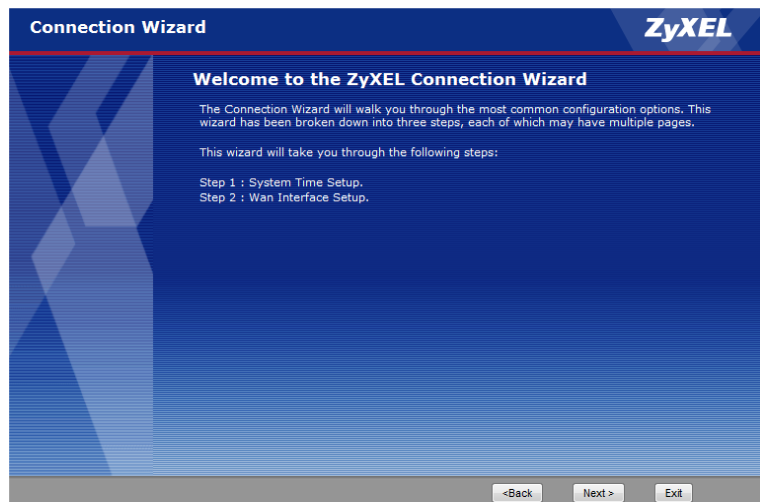 Connection Wizard
ZyXEL
Welcome to the ZyXEL Connection Wizard
The Connection Wizard will walk you through the most common configuration options. This
wizard has been broken down into three steps, each of which may have multiple pages.
This wizard will take you through the following steps:
Step 1 : System Time Setup.
Step 2 : Wan Interface Setup.
<Back
Next >
Exit